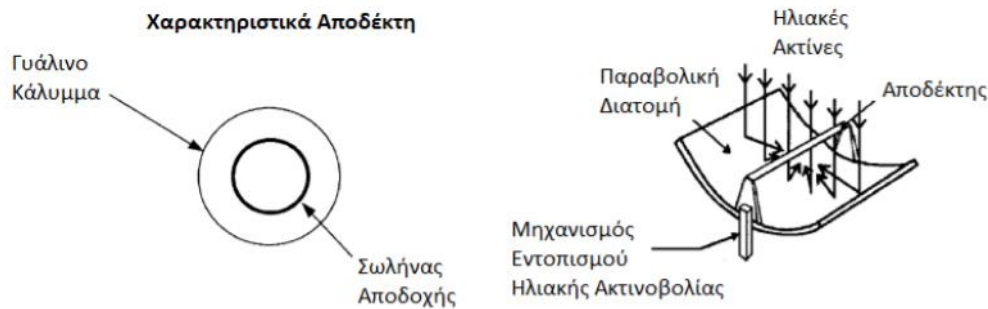 Χαρακτηριστικά Αποδέκτη
Γυάλινο
Κάλυμμα
Σωλήνας
Αποδοχής
Ηλιακές
Ακτίνες
Παραβολική
Διατομή
Αποδέκτης
Μηχανισμός
Εντοπισμού
Ηλιακής Ακτινοβολίας